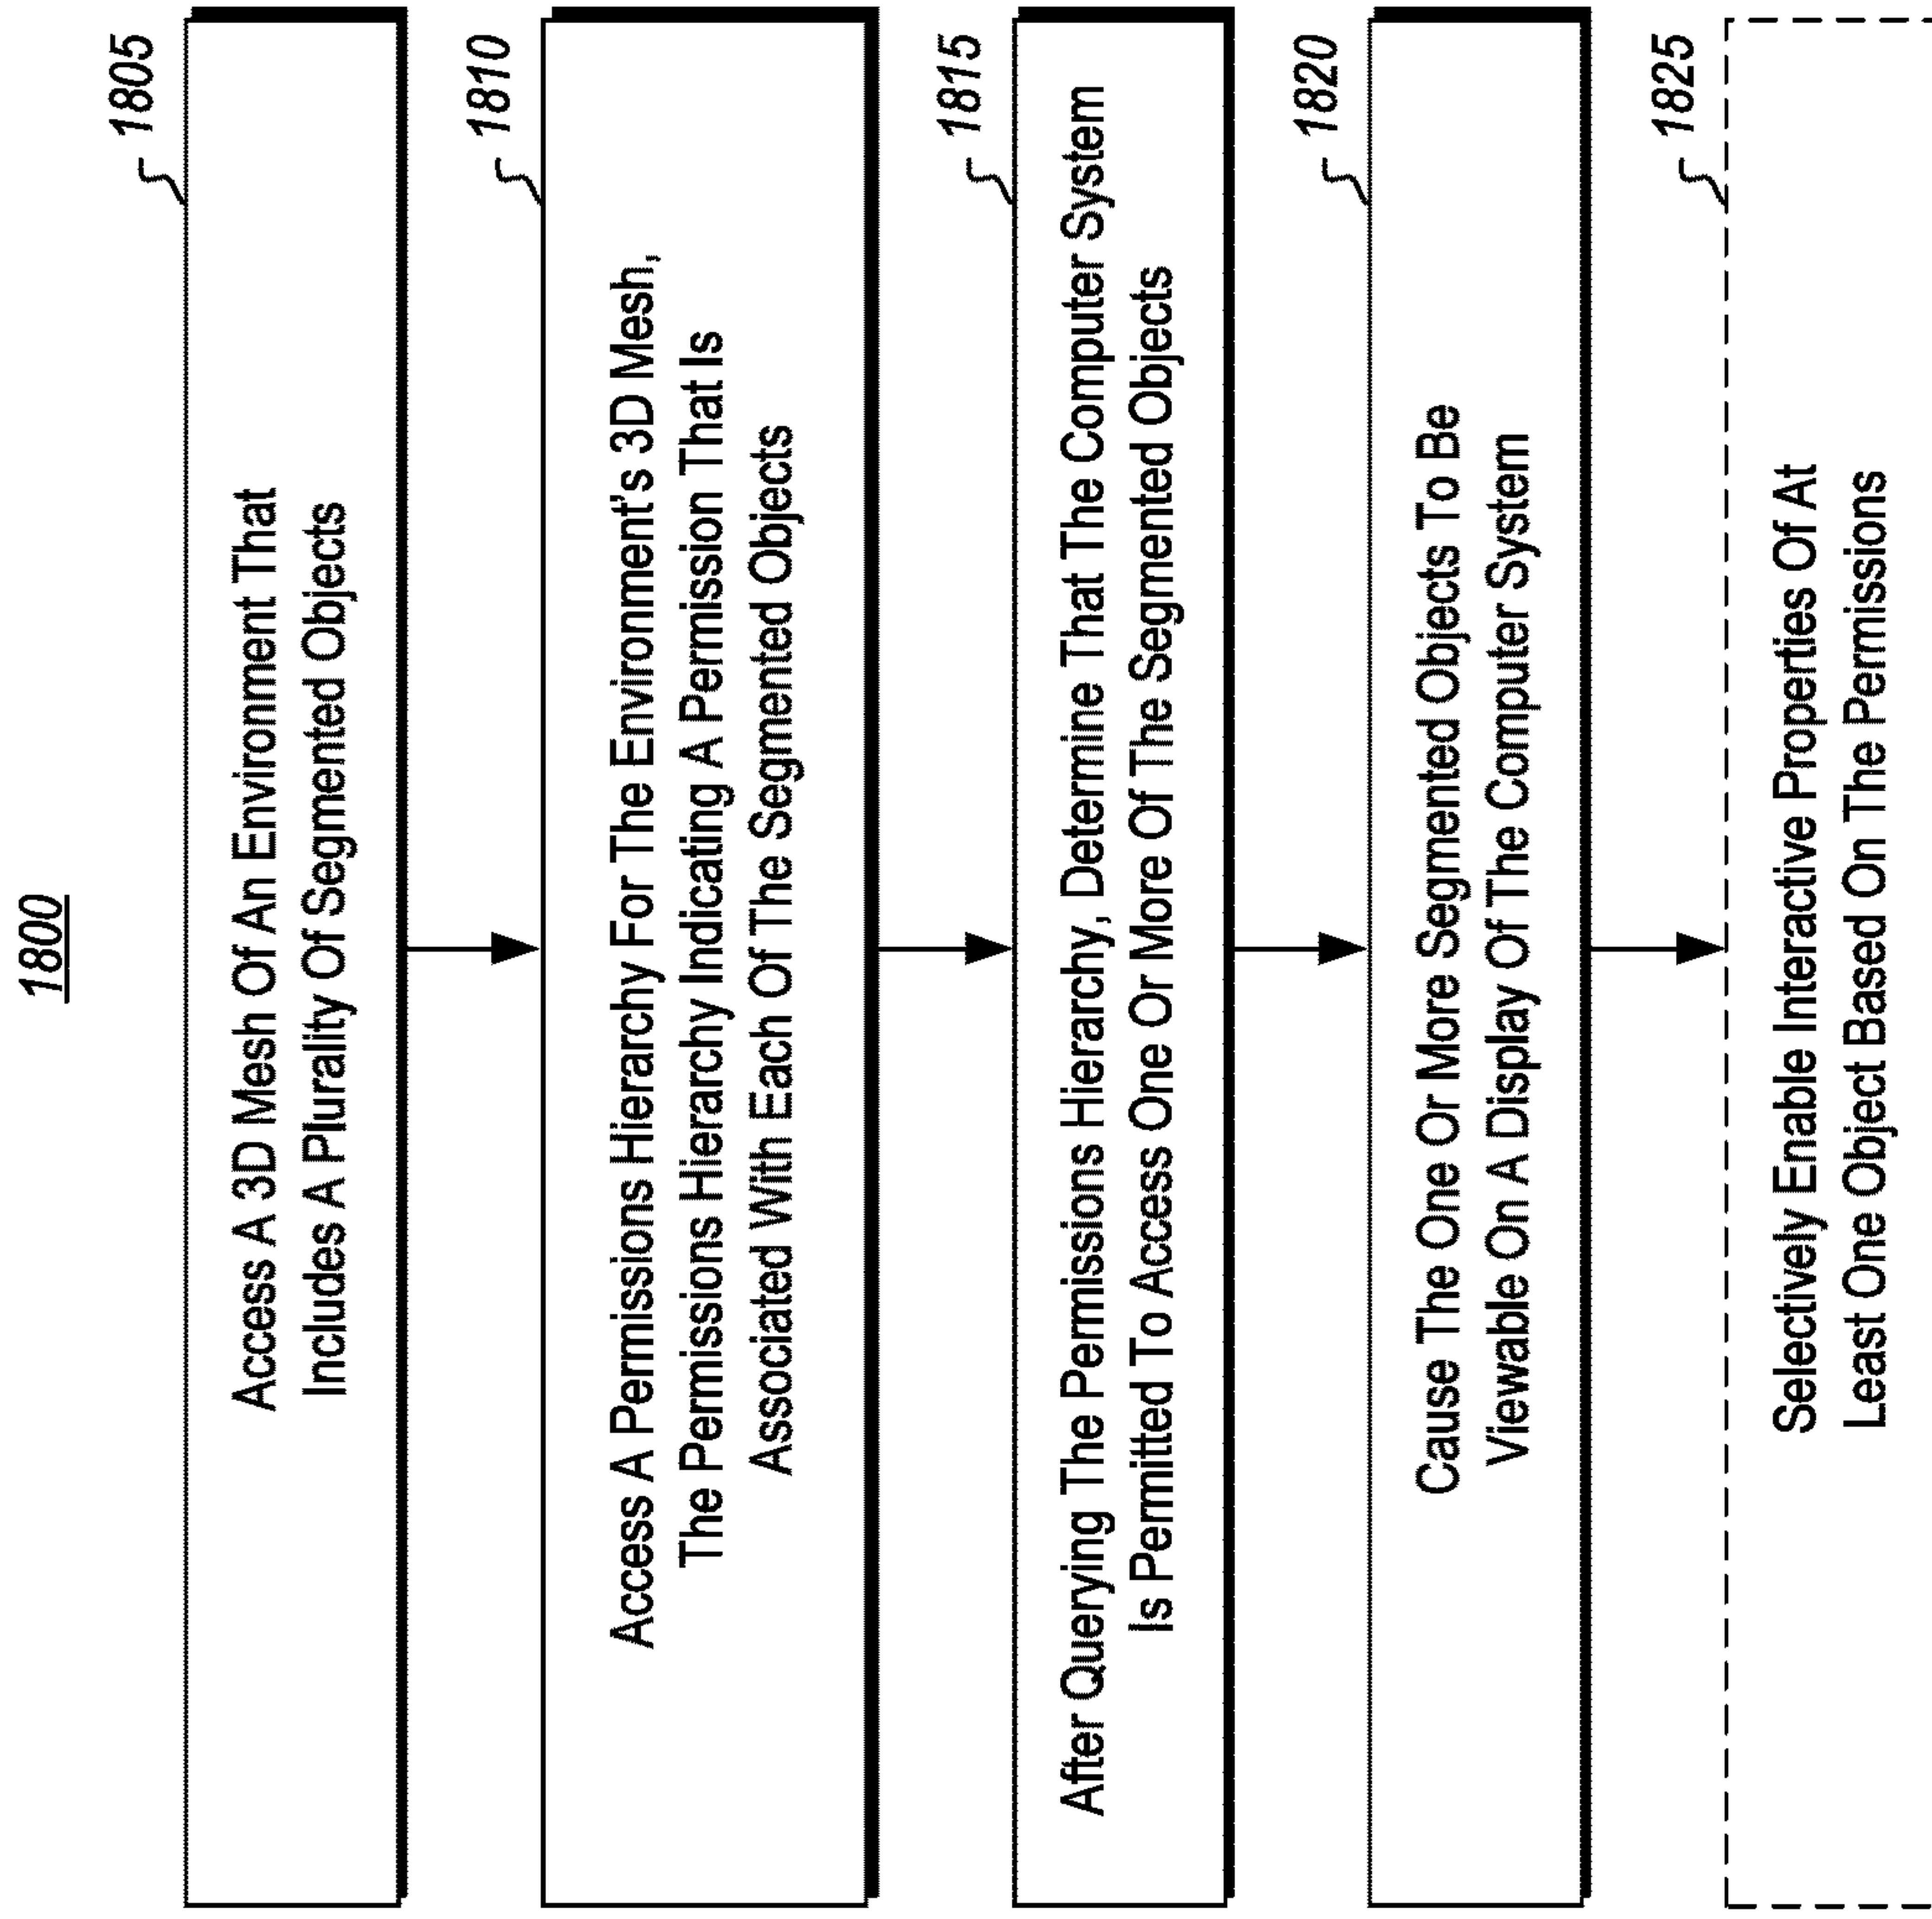 1800
1805
Access A 3D Mesh Of An Environment That
Includes A Plurality Of Segmented Objects
1810
Access A Permissions Hierarchy For The Environment's 3D Mesh,
The Permissions Hierarchy Indicating A Permission That Is
Associated With Each Of The Segmented Objects
1815
After Querying The Permissions Hierarchy, Determine That The Computer System
Is Permitted To Access One Or More Of The Segmented Objects
1820
Cause The One Or More Segmented Objects To Be
Viewable On A Display Of The Computer System
1825
Selectively Enable Interactive Properties Of At
Least One Object Based On The Permissions